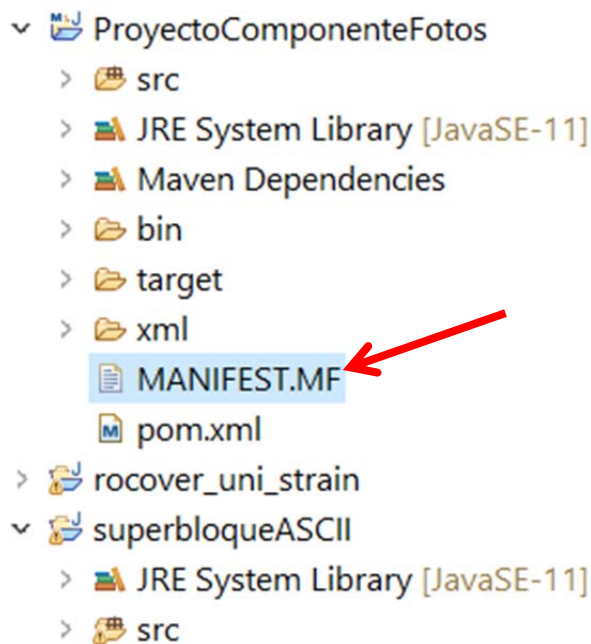 ProyectoComponenteFotos
src
JRE System Library [JavaSE-11]
Maven Dependencies
bin
target
xml
MANIFEST.MF
pom.xml
rocover_uni_strain
superbloqueASCII
JRE System Library [JavaSE-11]
src